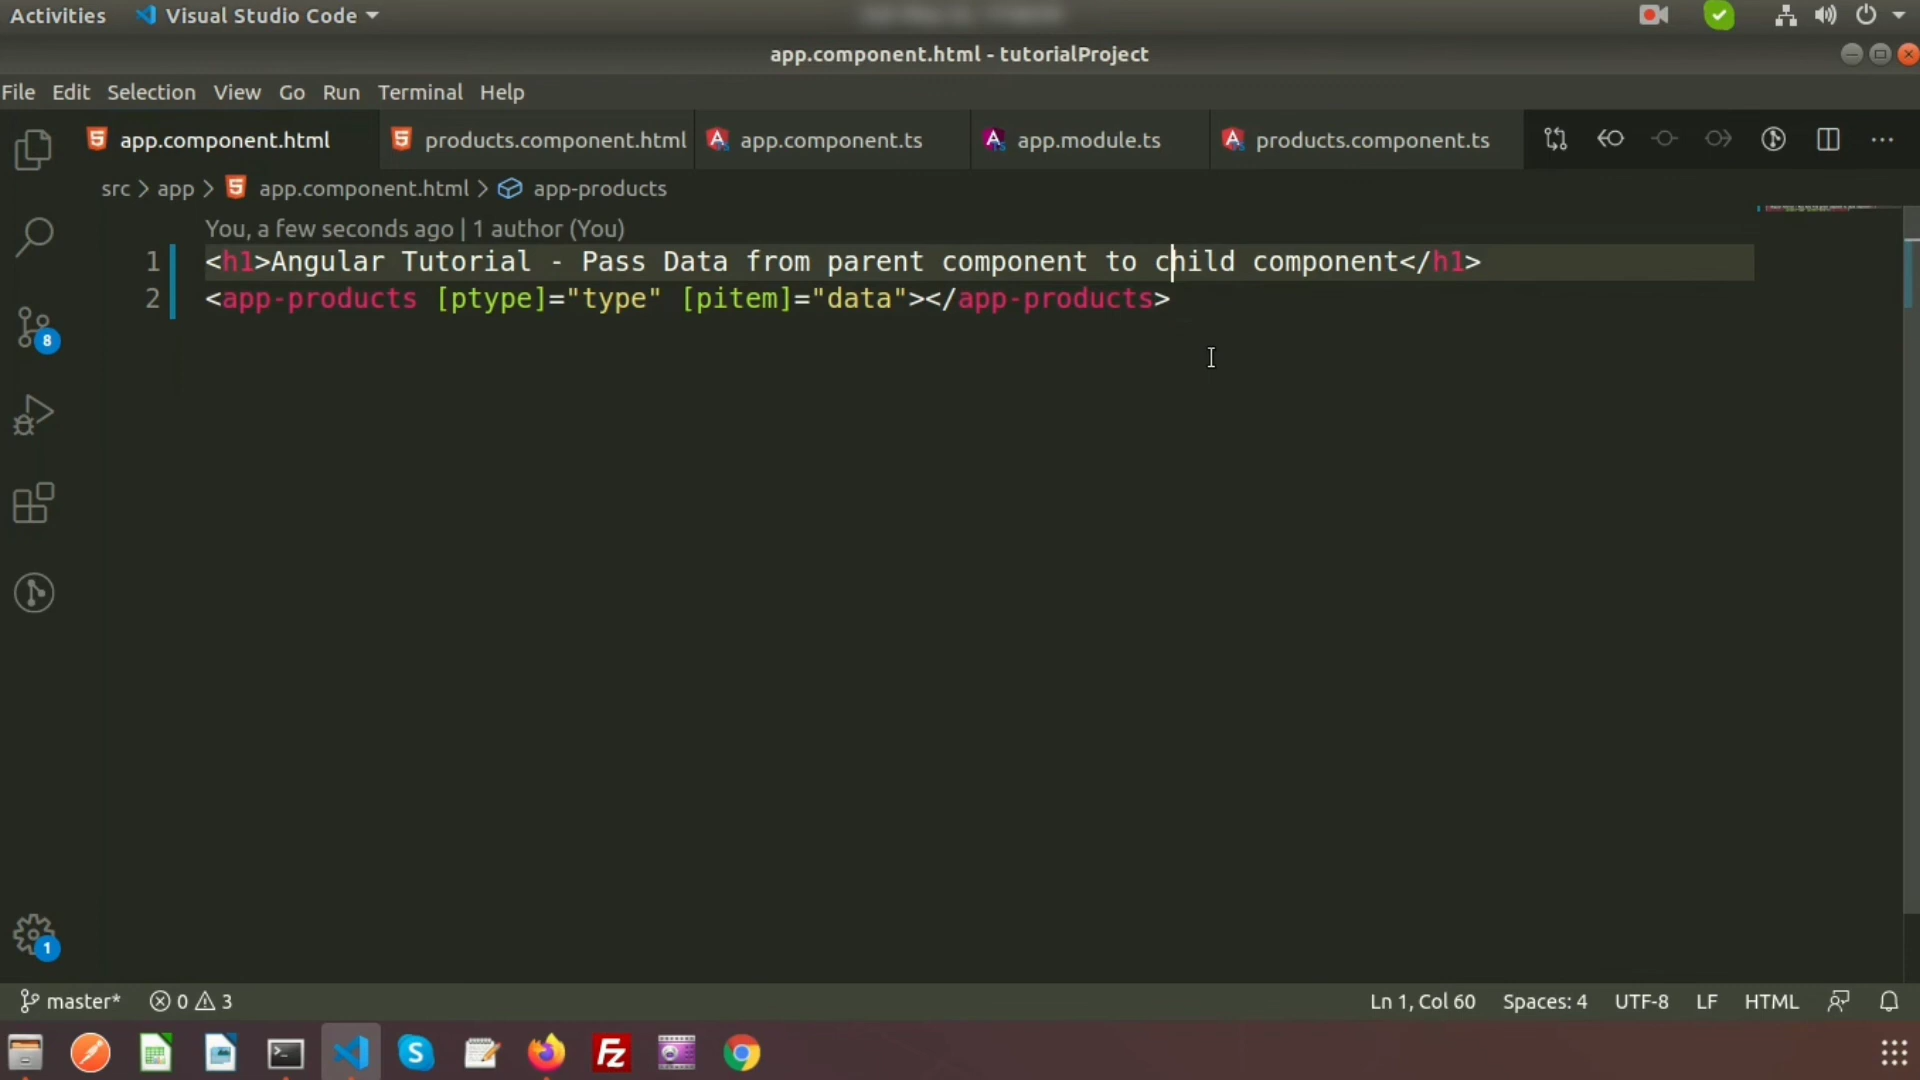 Activities Visual Studio Code
app.component.html - tutorialProject
File Edit Selection View Go Run Terminal Help
app.component.html products.component.html app.component.ts app.module.ts products.component.ts
src > app > app.component.html > app-products
You, a few seconds ago | 1 author (You)
1 <h1>Angular Tutorial - Pass Data from parent component to child component</h1>
2 <app-products [ptype]="type" [pitem]="data"></app-products>
8
1
master* 0 3 Ln 1, Col 60 Spaces: 4 UTF-8 LF HTML